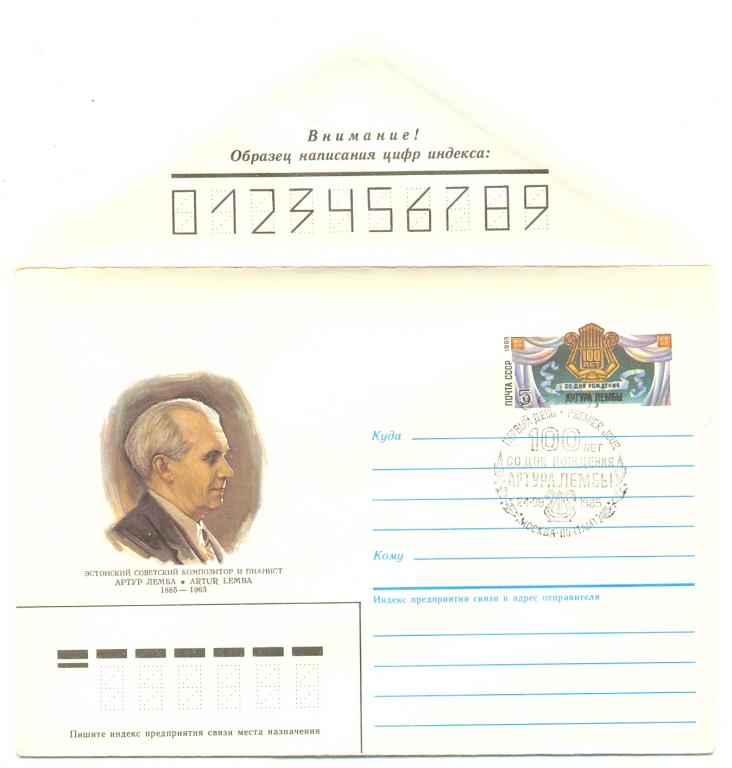 Внимание!
Образец написания цифр индекса:
0123456789
1985
ПОЧТА СССР
5
100
ЛЕТ
СО ДНЯ РОЖДЕНИЯ
АРТУРА ЛЕМБЫ
ПЕРВЫЙ ДЕНЬ • PREMIER JOUR
100 ЛЕТ
СО ДНЯ РОЖДЕНИЯ
АРТУРА ЛЕМБЫ
24•09 1985
МОСКВА•ПОЧТАМТ
Куда
Кому
Индекс предприятия связи и адрес отправителя
ЭСТОНСКИЙ СОВЕТСКИЙ КОМПОЗИТОР И ПИАНИСТ
АРТУР ЛЕМБА • ARTUR LEMBA
1885 — 1963
Пишите индекс предприятия связи места назначения